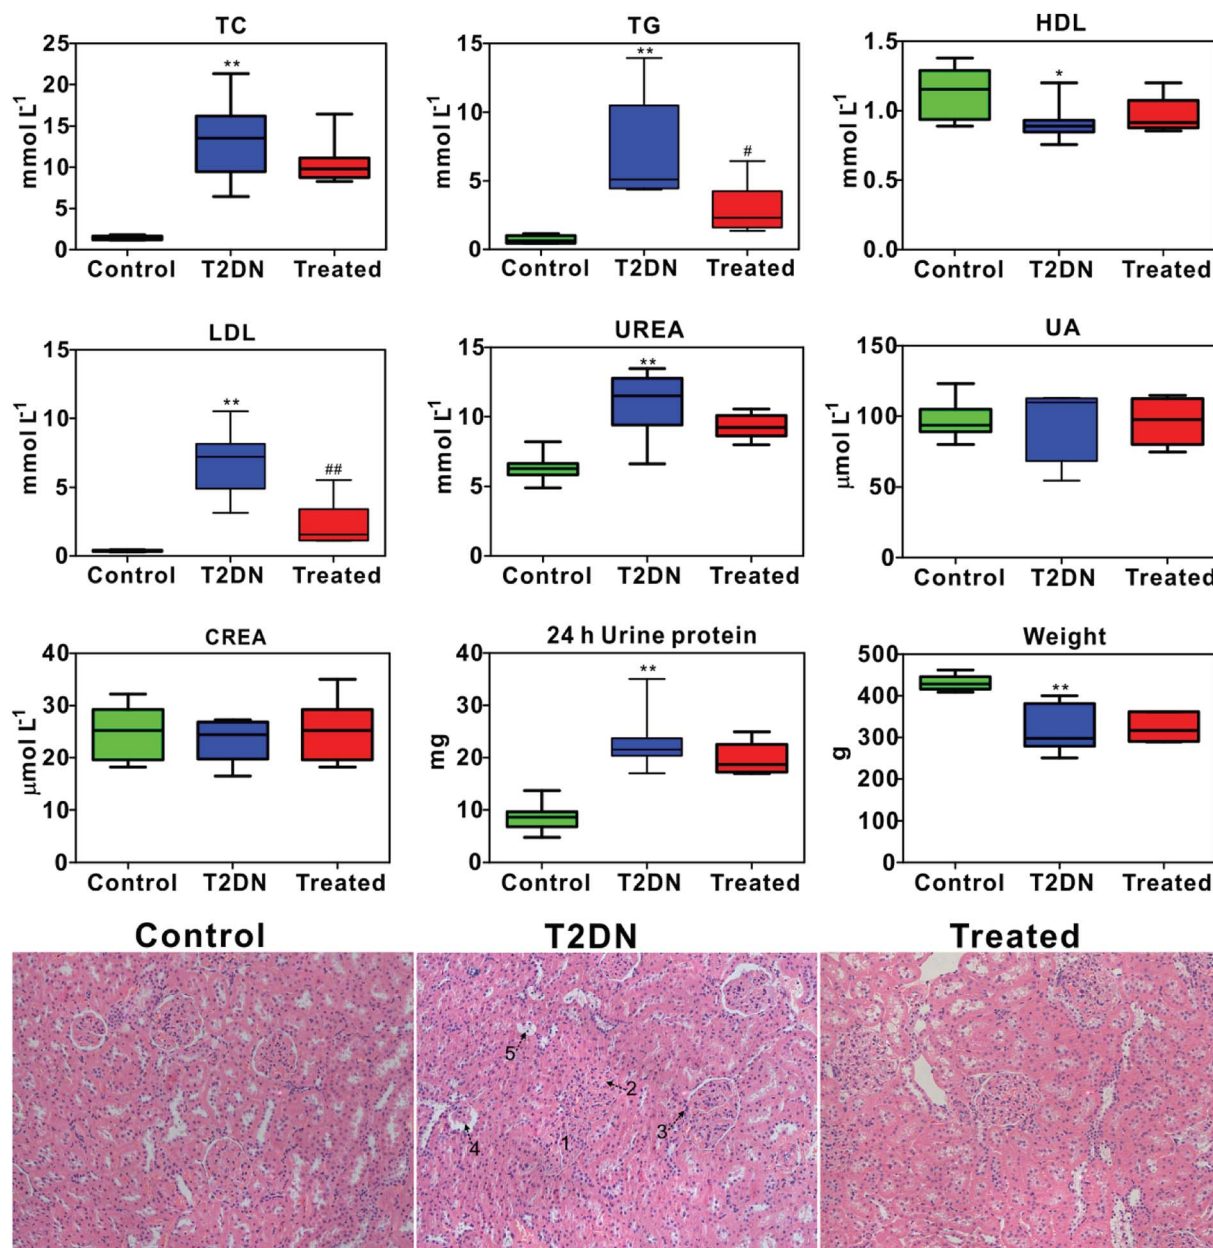 TC
25
20
15
10
5
0
mmol L⁻¹
**
Control T2DN Treated
TG
15
10
5
0
mmol L⁻¹
**
#
Control T2DN Treated
HDL
1.5
1.0
0.5
0.0
mmol L⁻¹
*
Control T2DN Treated
LDL
15
10
5
0
mmol L⁻¹
**
##
Control T2DN Treated
UREA
15
10
5
0
mmol L⁻¹
**
Control T2DN Treated
UA
150
100
50
0
μmol L⁻¹
Control T2DN Treated
CREA
40
30
20
10
0
μmol L⁻¹
Control T2DN Treated
24 h Urine protein
40
30
20
10
0
mg
**
Control T2DN Treated
Weight
500
400
300
200
100
0
g
**
Control T2DN Treated
Control T2DN Treated
5
2
3
1
4